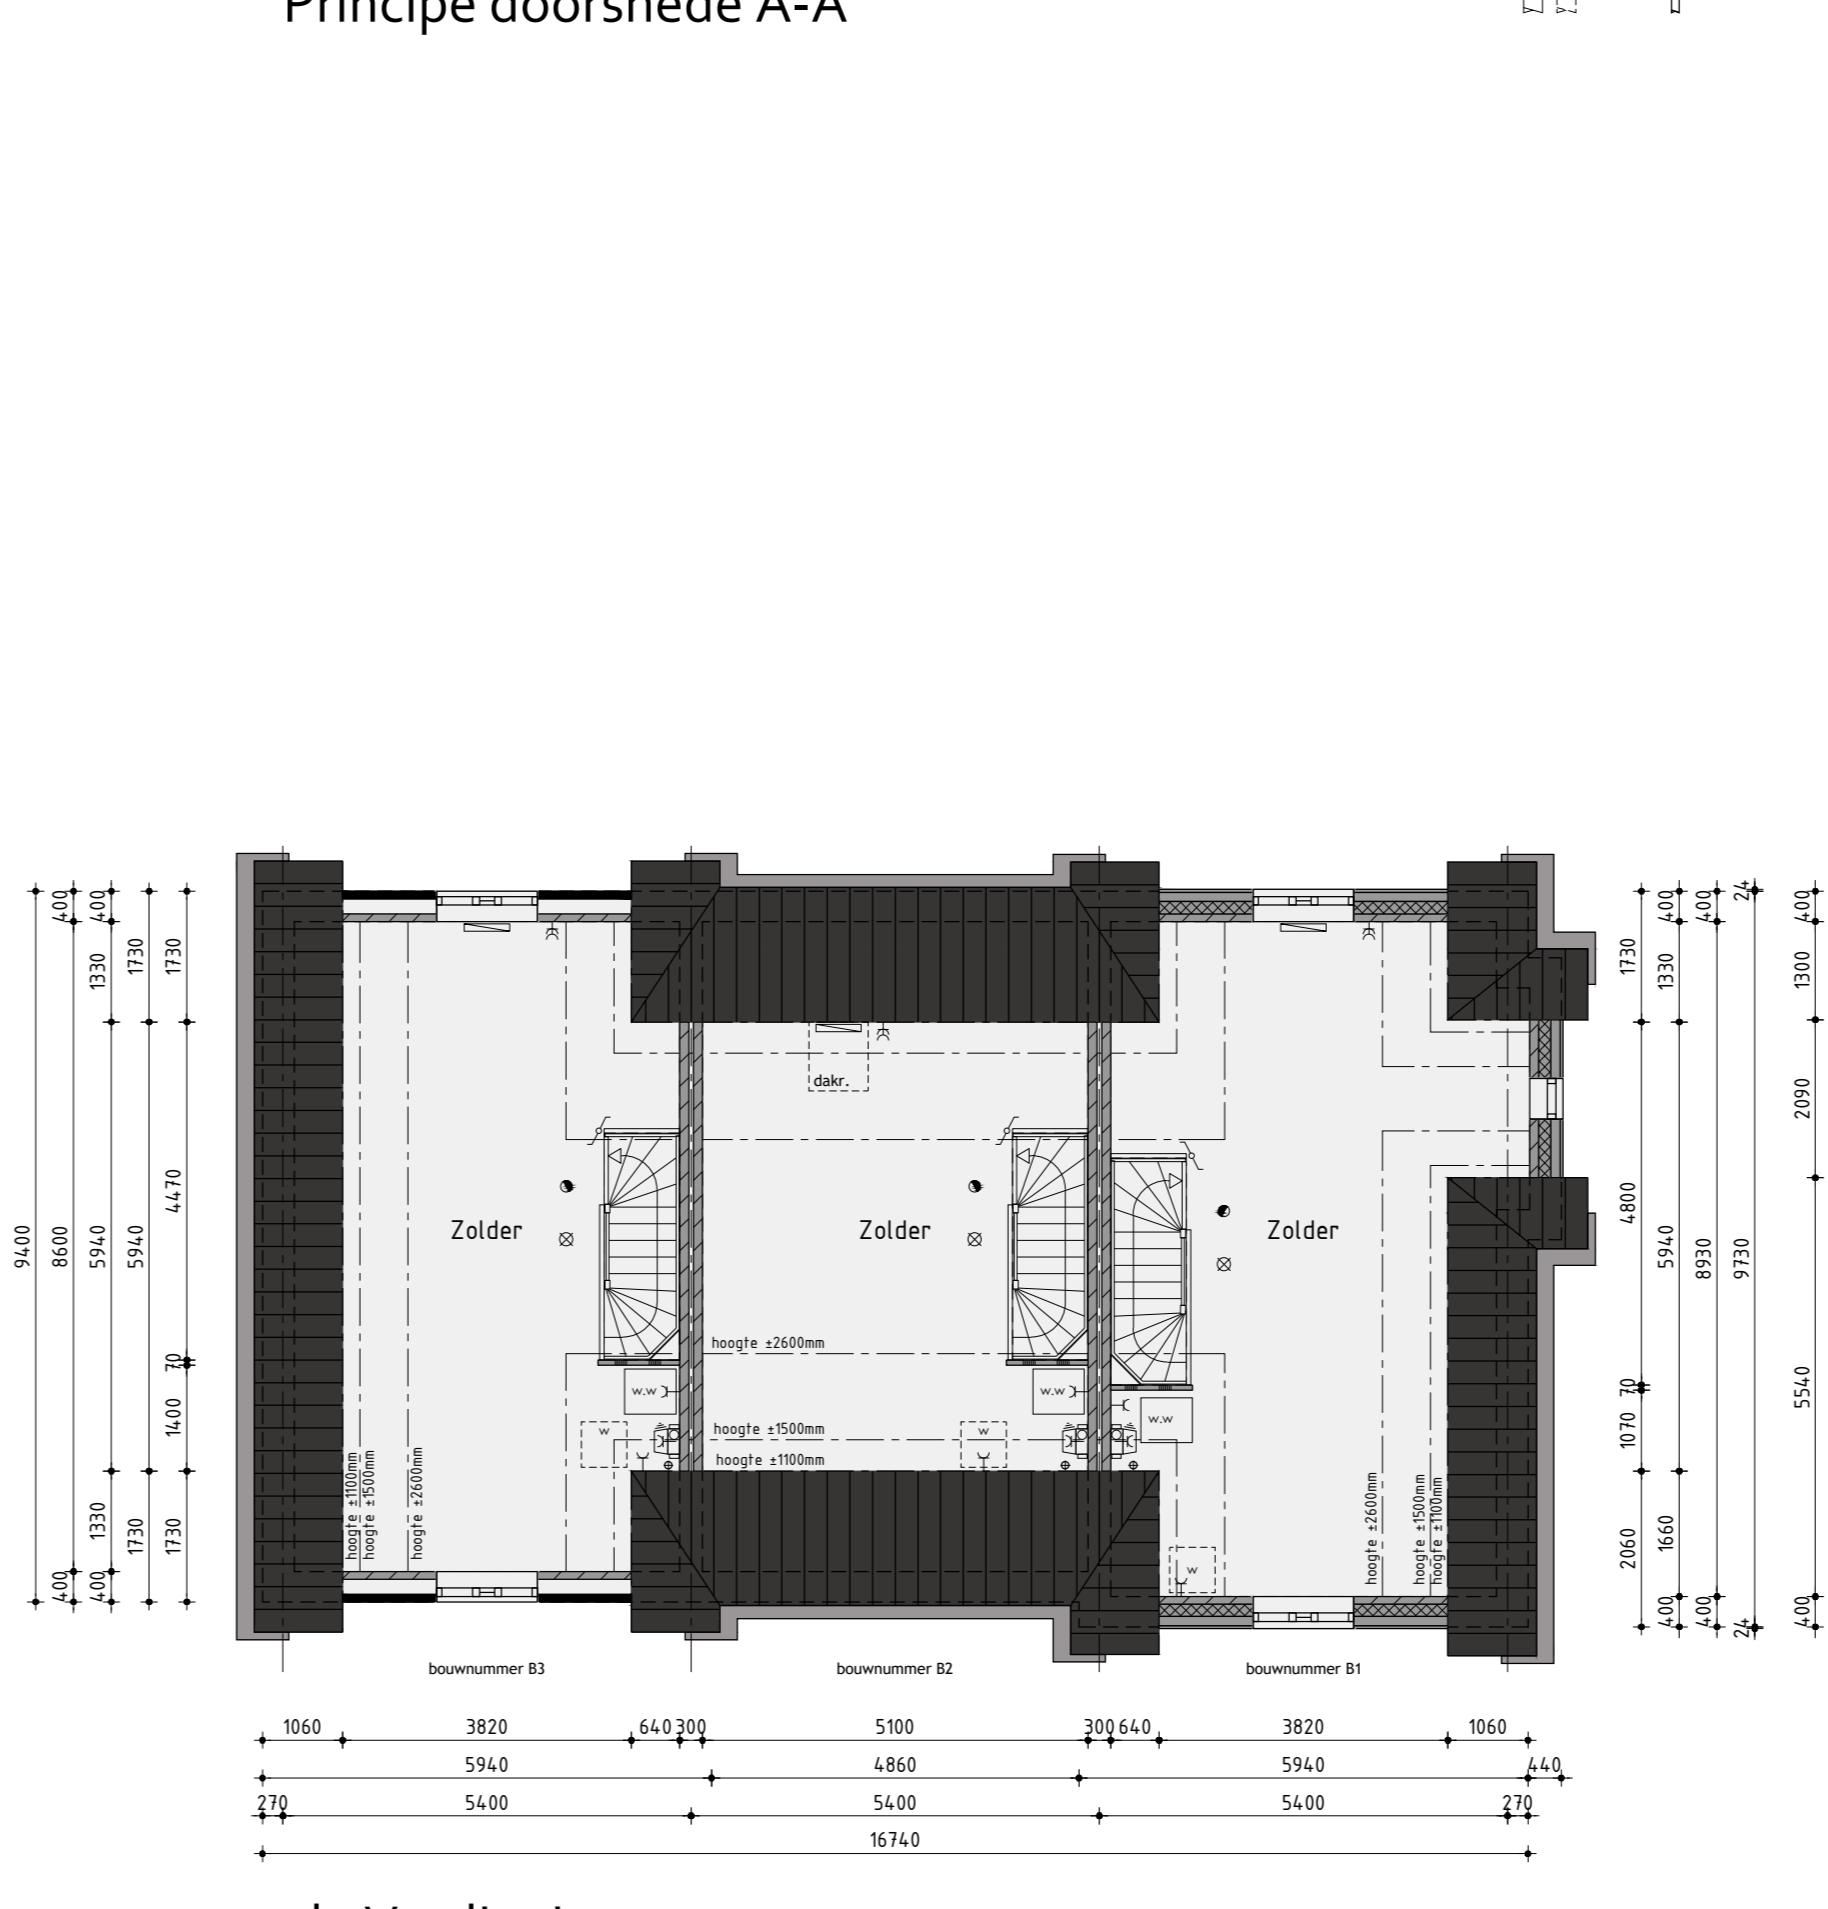 Principe doorsnede A-A
9400
400
8600
400
400
1330
5940
1330
400
1730
5940
1730
1730
4470
70
1400
1730
Zolder
Zolder
Zolder
dakr.
hoogte ±2600mm
hoogte ±1500mm
hoogte ±1100mm
w.w
w.w
w.w
w
w
w
hoogte ±1100mm
hoogte ±1500mm
hoogte ±2600mm
hoogte ±2600mm
hoogte ±1500mm
hoogte ±1100mm
1730
4800
70
1070
2060
400
1330
5940
1660
400
400
8930
400
24
9730
24
400
1300
2090
5540
400
bouwnummer B3 bouwnummer B2 bouwnummer B1
1060 3820 640 300 5100 300 640 3820 1060
5940 4860 5940 440
270 5400 5400 5400 270
16740